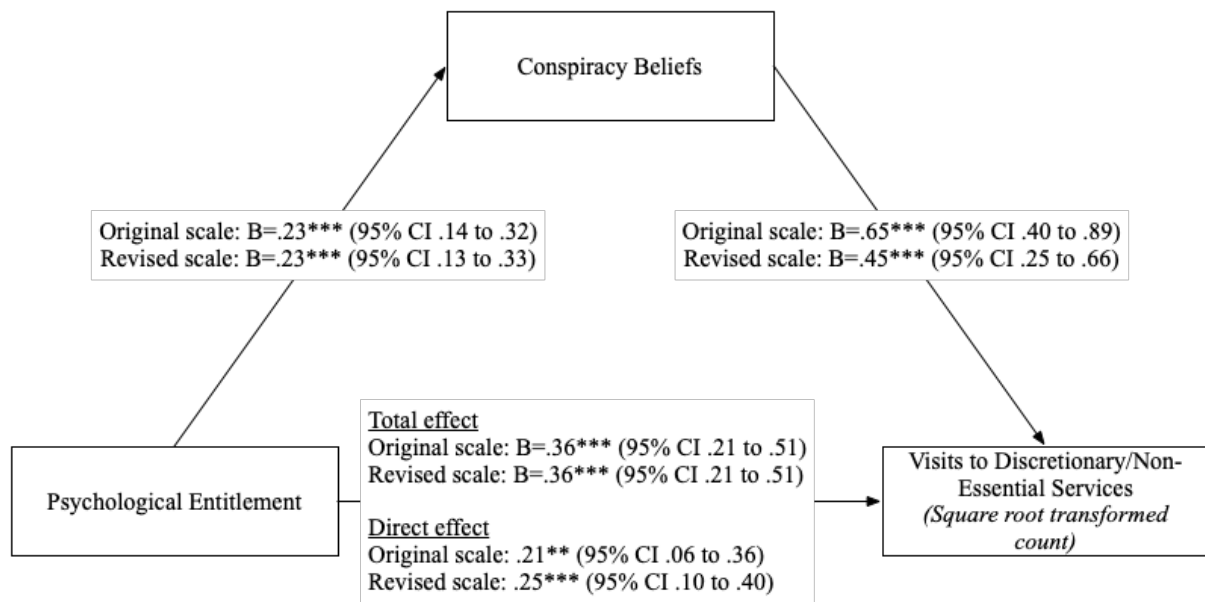 Conspiracy Beliefs
Original scale: B=.23*** (95% CI .14 to .32)
Revised scale: B=.23*** (95% CI .13 to .33)
Original scale: B=.65*** (95% CI .40 to .89)
Revised scale: B=.45*** (95% CI .25 to .66)
Psychological Entitlement
Total effect
Original scale: B=.36*** (95% CI .21 to .51)
Revised scale: B=.36*** (95% CI .21 to .51)
Direct effect
Original scale: .21** (95% CI .06 to .36)
Revised scale: .25*** (95% CI .10 to .40)
Visits to Discretionary/Non-
Essential Services
(Square root transformed
count)